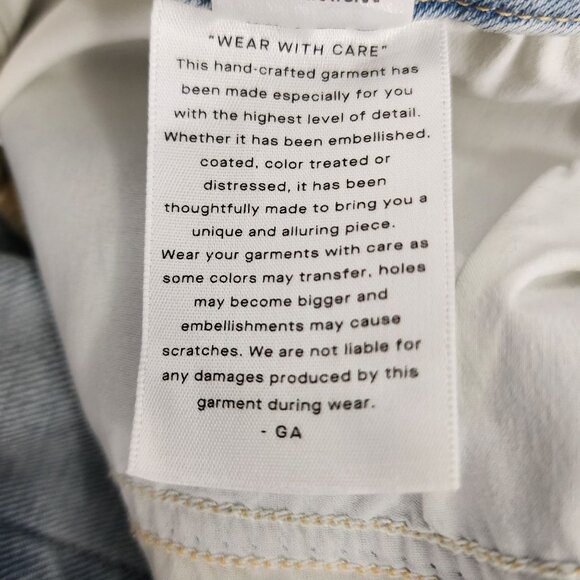 "WEAR WITH CARE"
This hand-crafted garment has
been made especially for you
with the highest level of detail.
Whether it has been embellished,
coated, color treated or
distressed, it has been
thoughtfully made to bring you a
unique and alluring piece.
Wear your garments with care as
some colors may transfer, holes
may become bigger and
embellishments may cause
scratches. We are not liable for
any damages produced by this
garment during wear.
- GA